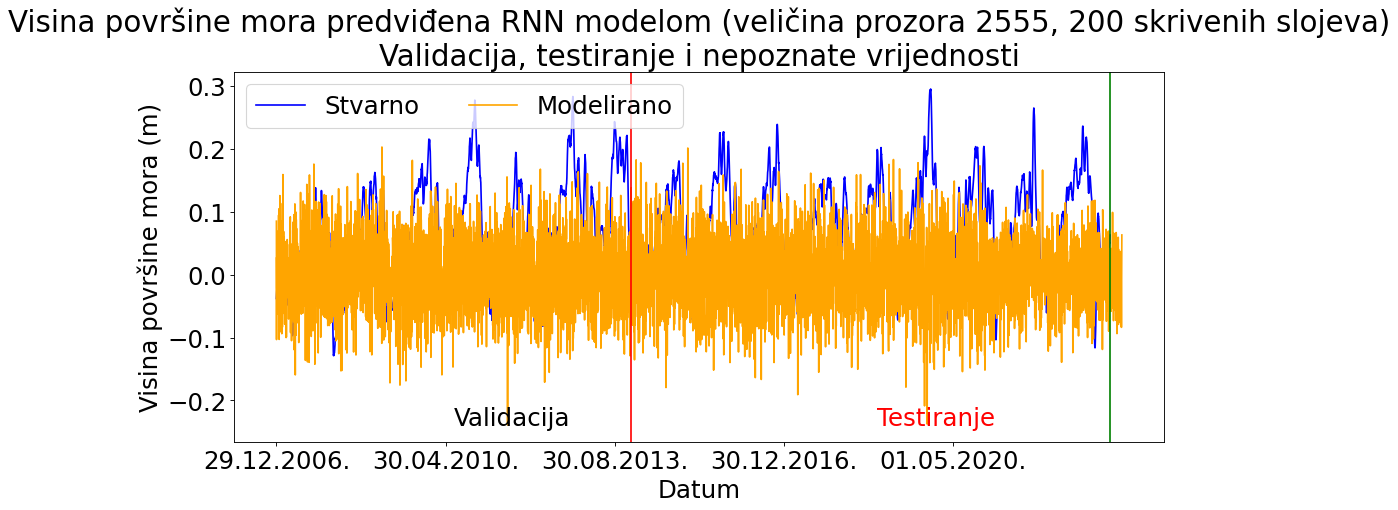 Visina površine mora predviđena RNN modelom (veličina prozora 2555, 200 skrivenih slojeva)
Validacija, testiranje i nepoznate vrijednosti
Stvarno
Modelirano
Visina površine mora (m)
0.3
0.2
0.1
0.0
−0.1
−0.2
Validacija
Testiranje
29.12.2006.
30.04.2010.
30.08.2013.
30.12.2016.
01.05.2020.
Datum